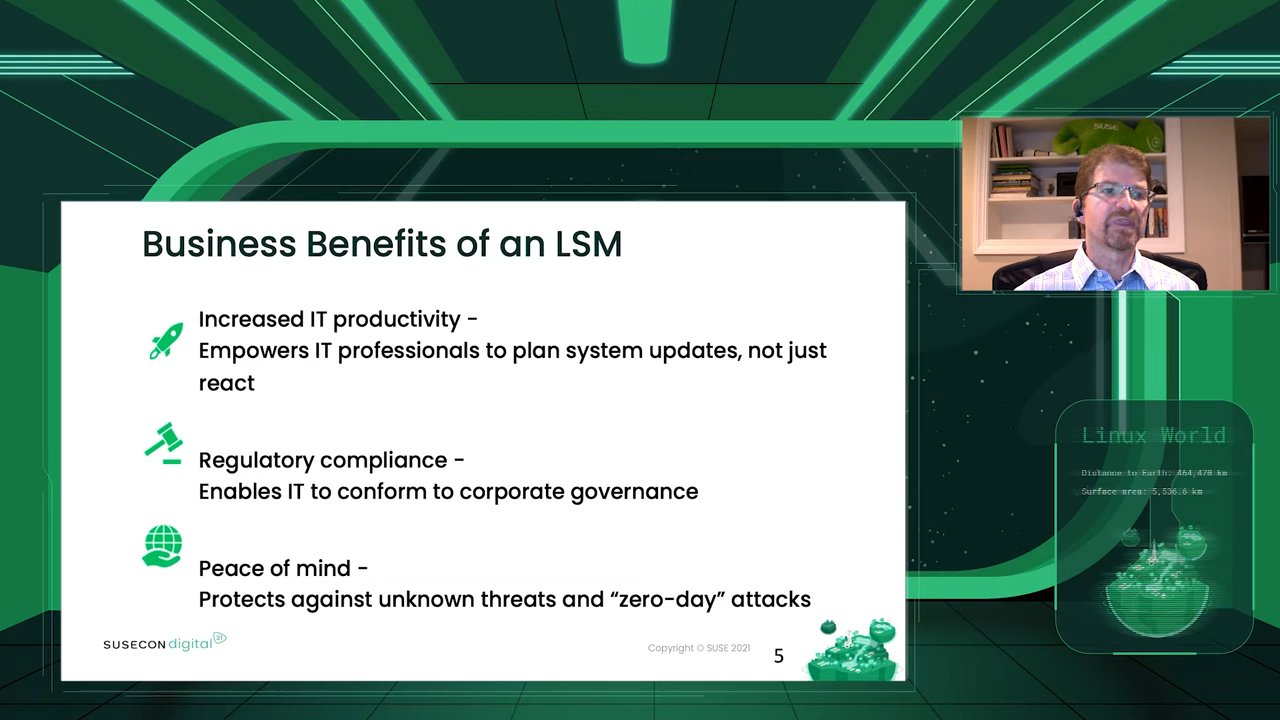 SUSE
Business Benefits of an LSM
Increased IT productivity -
Empowers IT professionals to plan system updates, not just
react
Regulatory compliance -
Enables IT to conform to corporate governance
Peace of mind -
Protects against unknown threats and “zero-day” attacks
SUSECON digital 21
Copyright © SUSE 2021
5
Linux World
Distance to Earth: 464,470 km
Surface area: 5,536.6 km